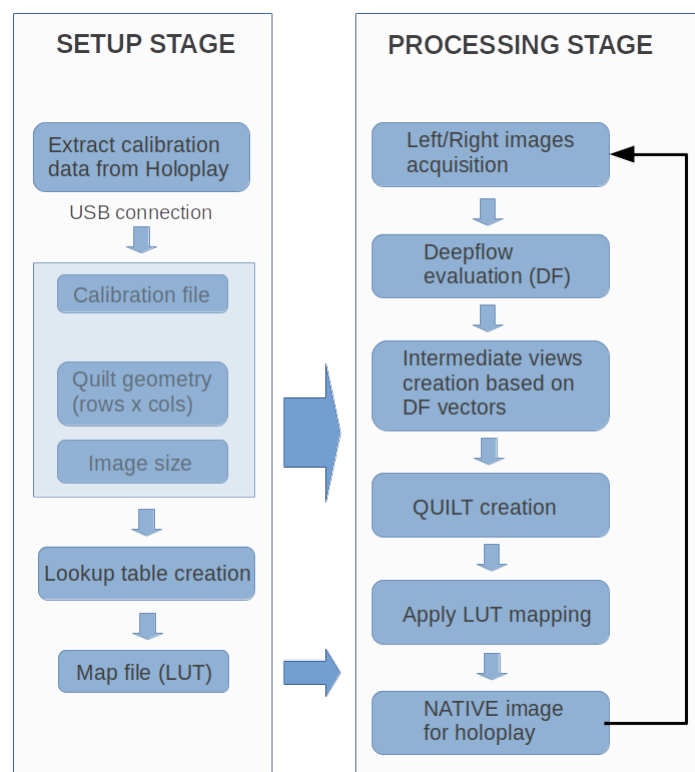 SETUP STAGE
Extract calibration
data from Holoplay
USB connection
Calibration file
Quilt geometry
(rows x cols)
Image size
Lookup table creation
Map file (LUT)
PROCESSING STAGE
Left/Right images
acquisition
Deepflow
evaluation (DF)
Intermediate views
creation based on
DF vectors
QUILT creation
Apply LUT mapping
NATIVE image
for holoplay